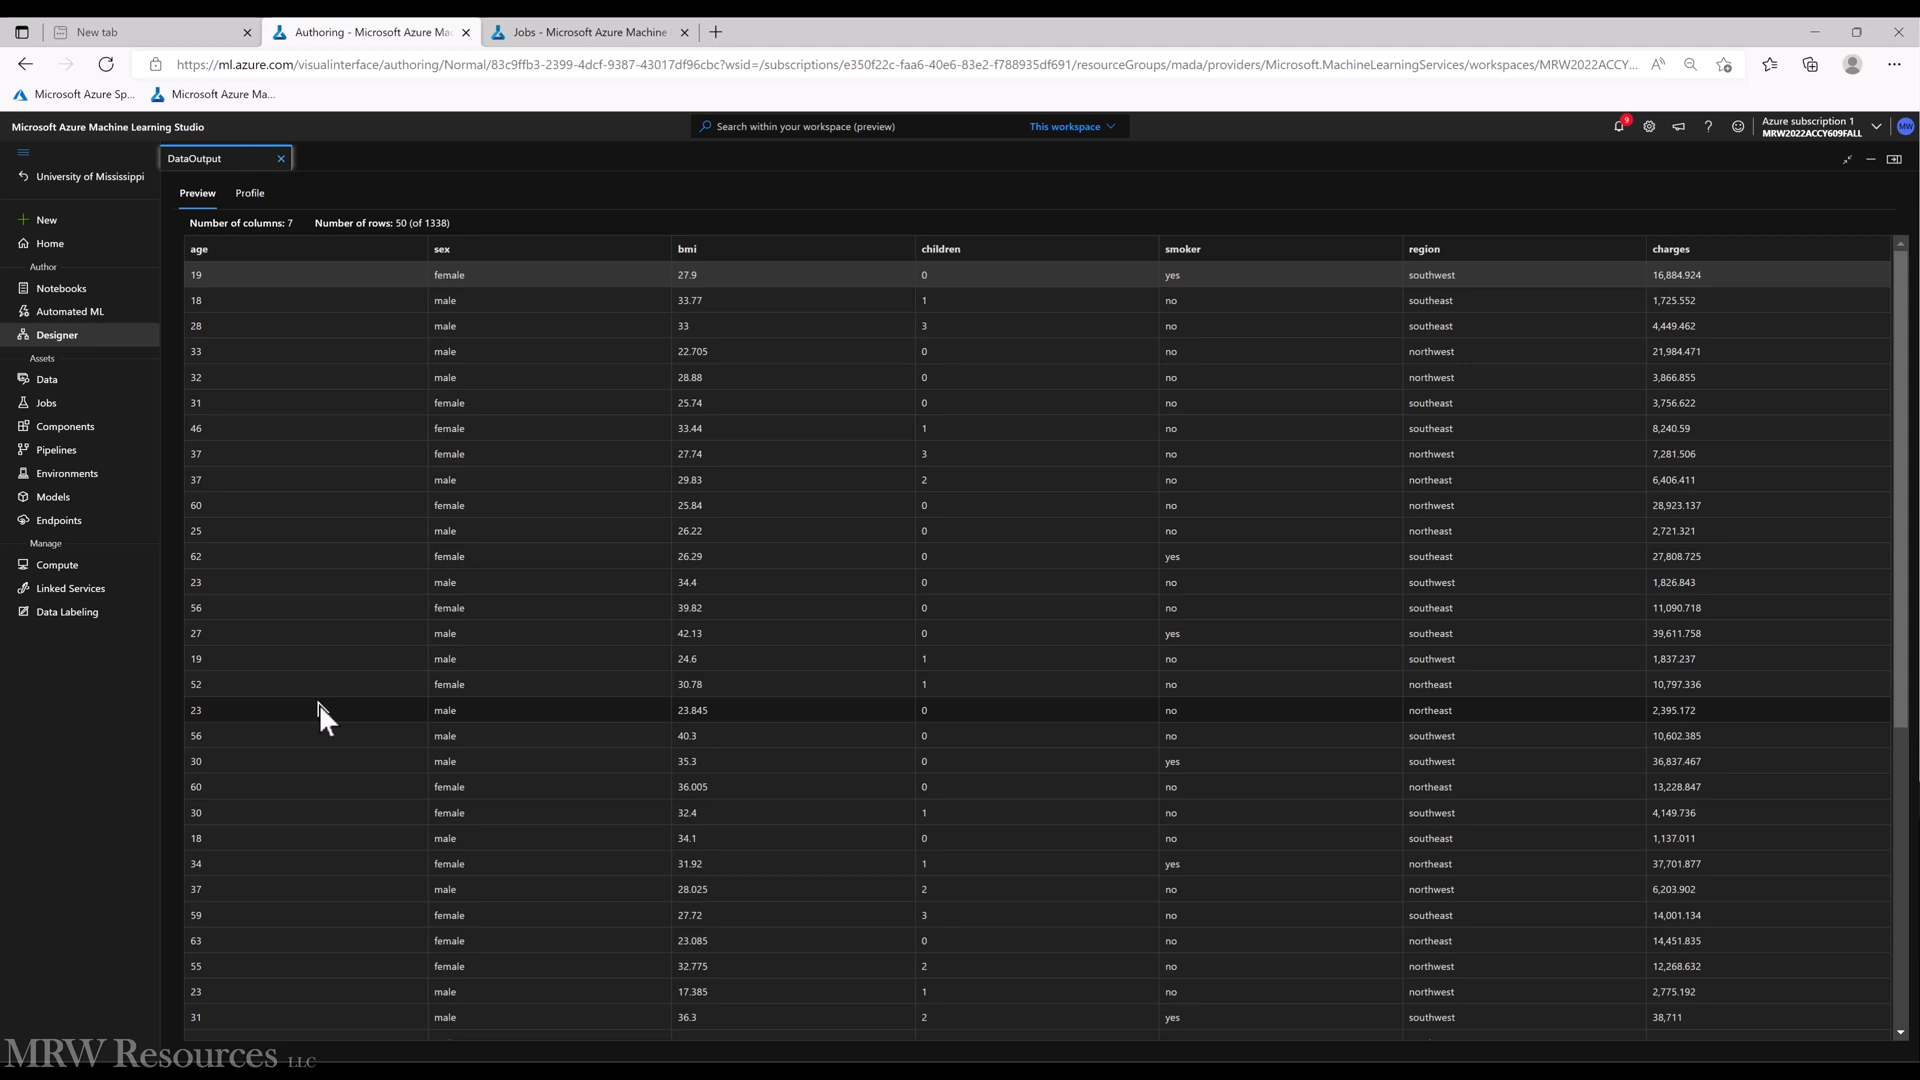 New tab
Authoring - Microsoft Azure Ma
Jobs - Microsoft Azure Machine
https://ml.azure.com/visualinterface/authoring/Normal/83c9ffb3-2399-4dcf-9387-43017df96cbc?wsid=/subscriptions/e350f22c-faa6-40e6-83e2-f788935df691/resourceGroups/mada/providers/Microsoft.MachineLearningServices/workspaces/MRW2022ACCY...
Microsoft Azure Sp...
Microsoft Azure Ma...
Microsoft Azure Machine Learning Studio
Search within your workspace (preview)
This workspace
9
Azure subscription 1
MRW2022ACCY609FALL
MW
University of Mississippi
New
Home
Author
Notebooks
Automated ML
Designer
Assets
Data
Jobs
Components
Pipelines
Environments
Models
Endpoints
Manage
Compute
Linked Services
Data Labeling
DataOutput
Preview Profile
Number of columns: 7 Number of rows: 50 (of 1338)
age sex bmi children smoker region charges
19 female 27.9 0 yes southwest 16,884.924
18 male 33.77 1 no southeast 1,725.552
28 male 33 3 no southeast 4,449.462
33 male 22.705 0 no northwest 21,984.471
32 male 28.88 0 no northwest 3,866.855
31 female 25.74 0 no southeast 3,756.622
46 female 33.44 1 no southeast 8,240.59
37 female 27.74 3 no northwest 7,281.506
37 male 29.83 2 no northeast 6,406.411
60 female 25.84 0 no northwest 28,923.137
25 male 26.22 0 no northeast 2,721.321
62 female 26.29 0 yes southeast 27,808.725
23 male 34.4 0 no southwest 1,826.843
56 female 39.82 0 no southeast 11,090.718
27 male 42.13 0 yes southeast 39,611.758
19 male 24.6 1 no southwest 1,837.237
52 female 30.78 1 no northeast 10,797.336
23 male 23.845 0 no northeast 2,395.172
56 male 40.3 0 no southwest 10,602.385
30 male 35.3 0 yes southwest 36,837.467
60 female 36.005 0 no northeast 13,228.847
30 female 32.4 1 no southwest 4,149.736
18 male 34.1 0 no southeast 1,137.011
34 female 31.92 1 yes northeast 37,701.877
37 male 28.025 2 no northwest 6,203.902
59 female 27.72 3 no southeast 14,001.134
63 female 23.085 0 no northeast 14,451.835
55 female 32.775 2 no northwest 12,268.632
23 male 17.385 1 no northwest 2,775.192
31 male 36.3 2 yes southwest 38,711
MRW Resources LLC